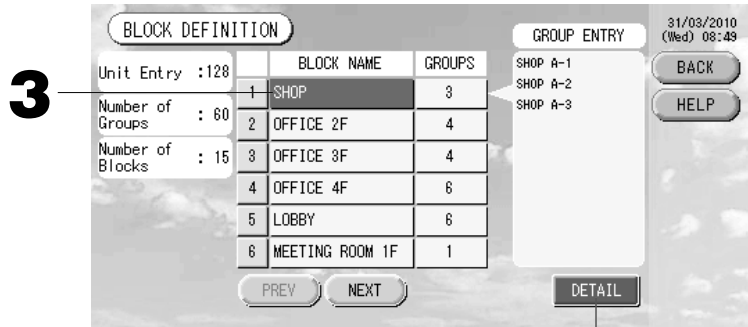 BLOCK DEFINITION
GROUP ENTRY
31/03/2010
(Wed) 08:49
Unit Entry :128
Number of
Groups : 60
Number of
Blocks : 15
3
BLOCK NAME GROUPS
1 SHOP 3
2 OFFICE 2F 4
3 OFFICE 3F 4
4 OFFICE 4F 6
5 LOBBY 6
6 MEETING ROOM 1F 1
SHOP A-1
SHOP A-2
SHOP A-3
BACK
HELP
PREV
NEXT
DETAIL